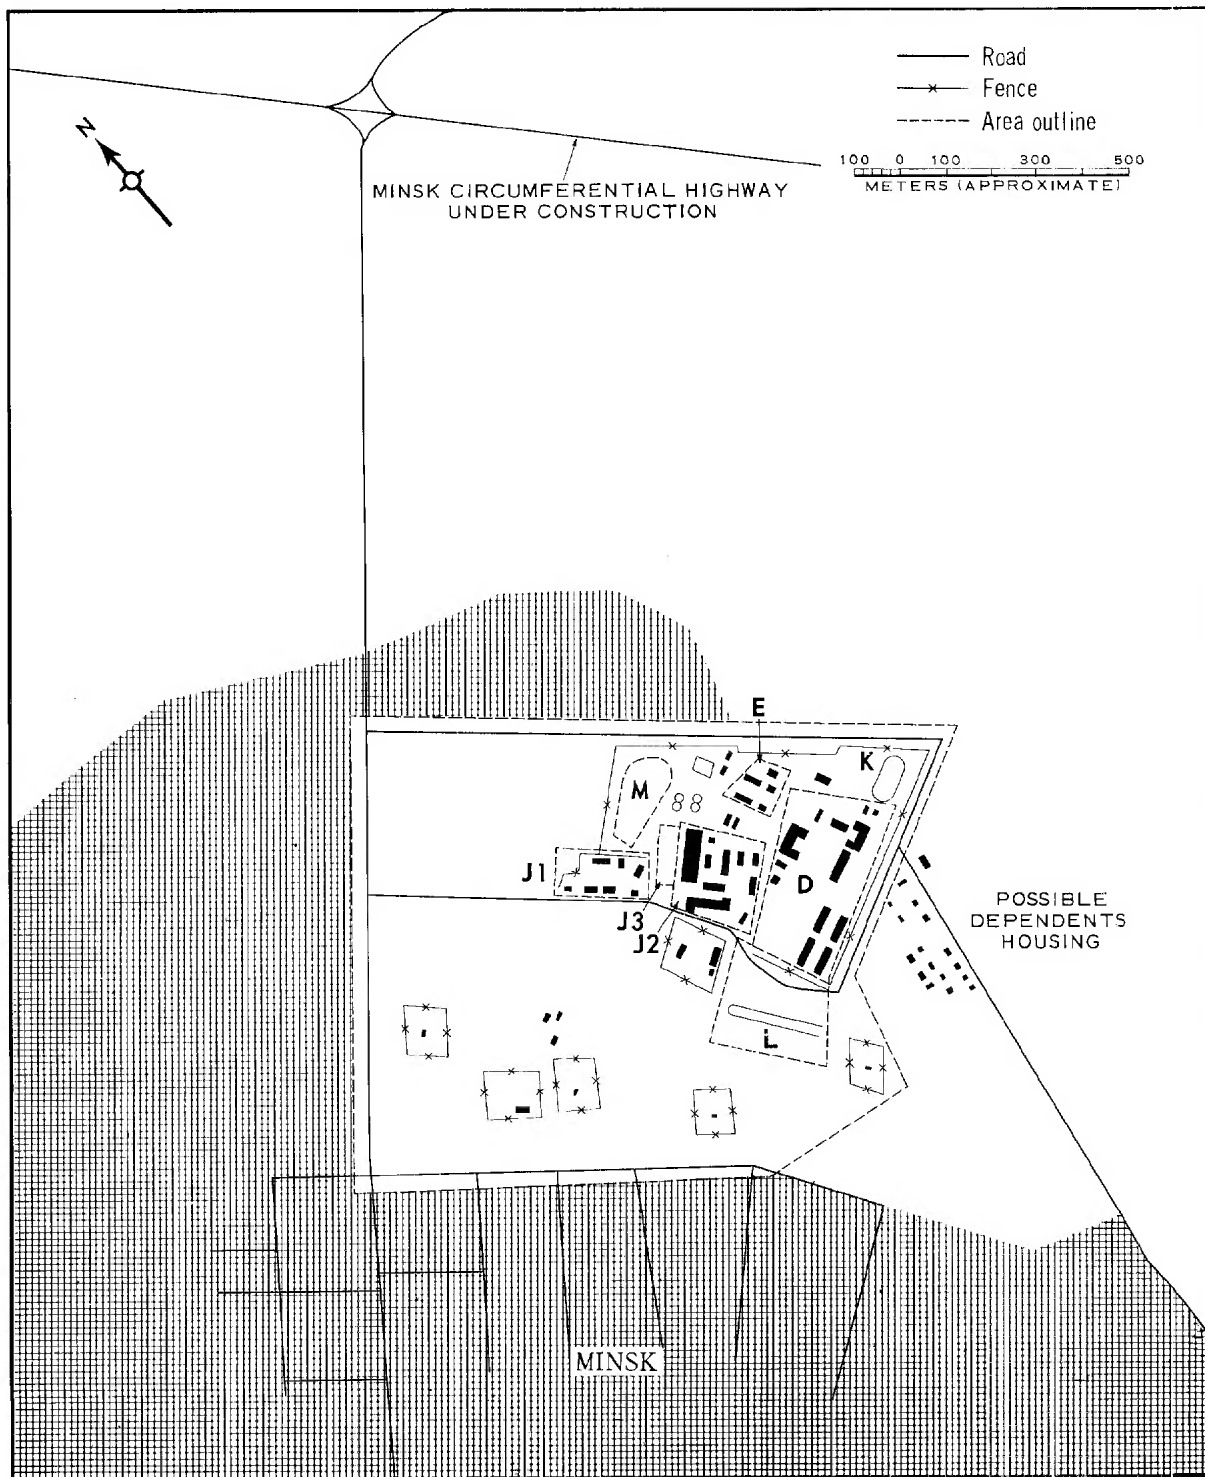 Road
Fence
Area outline
N
100 0 100 300 500
METERS (APPROXIMATE)
MINSK CIRCUMFERENTIAL HIGHWAY
UNDER CONSTRUCTION
E
K
M
J1
D
J3
J2
POSSIBLE
DEPENDENTS
HOUSING
L
MINSK